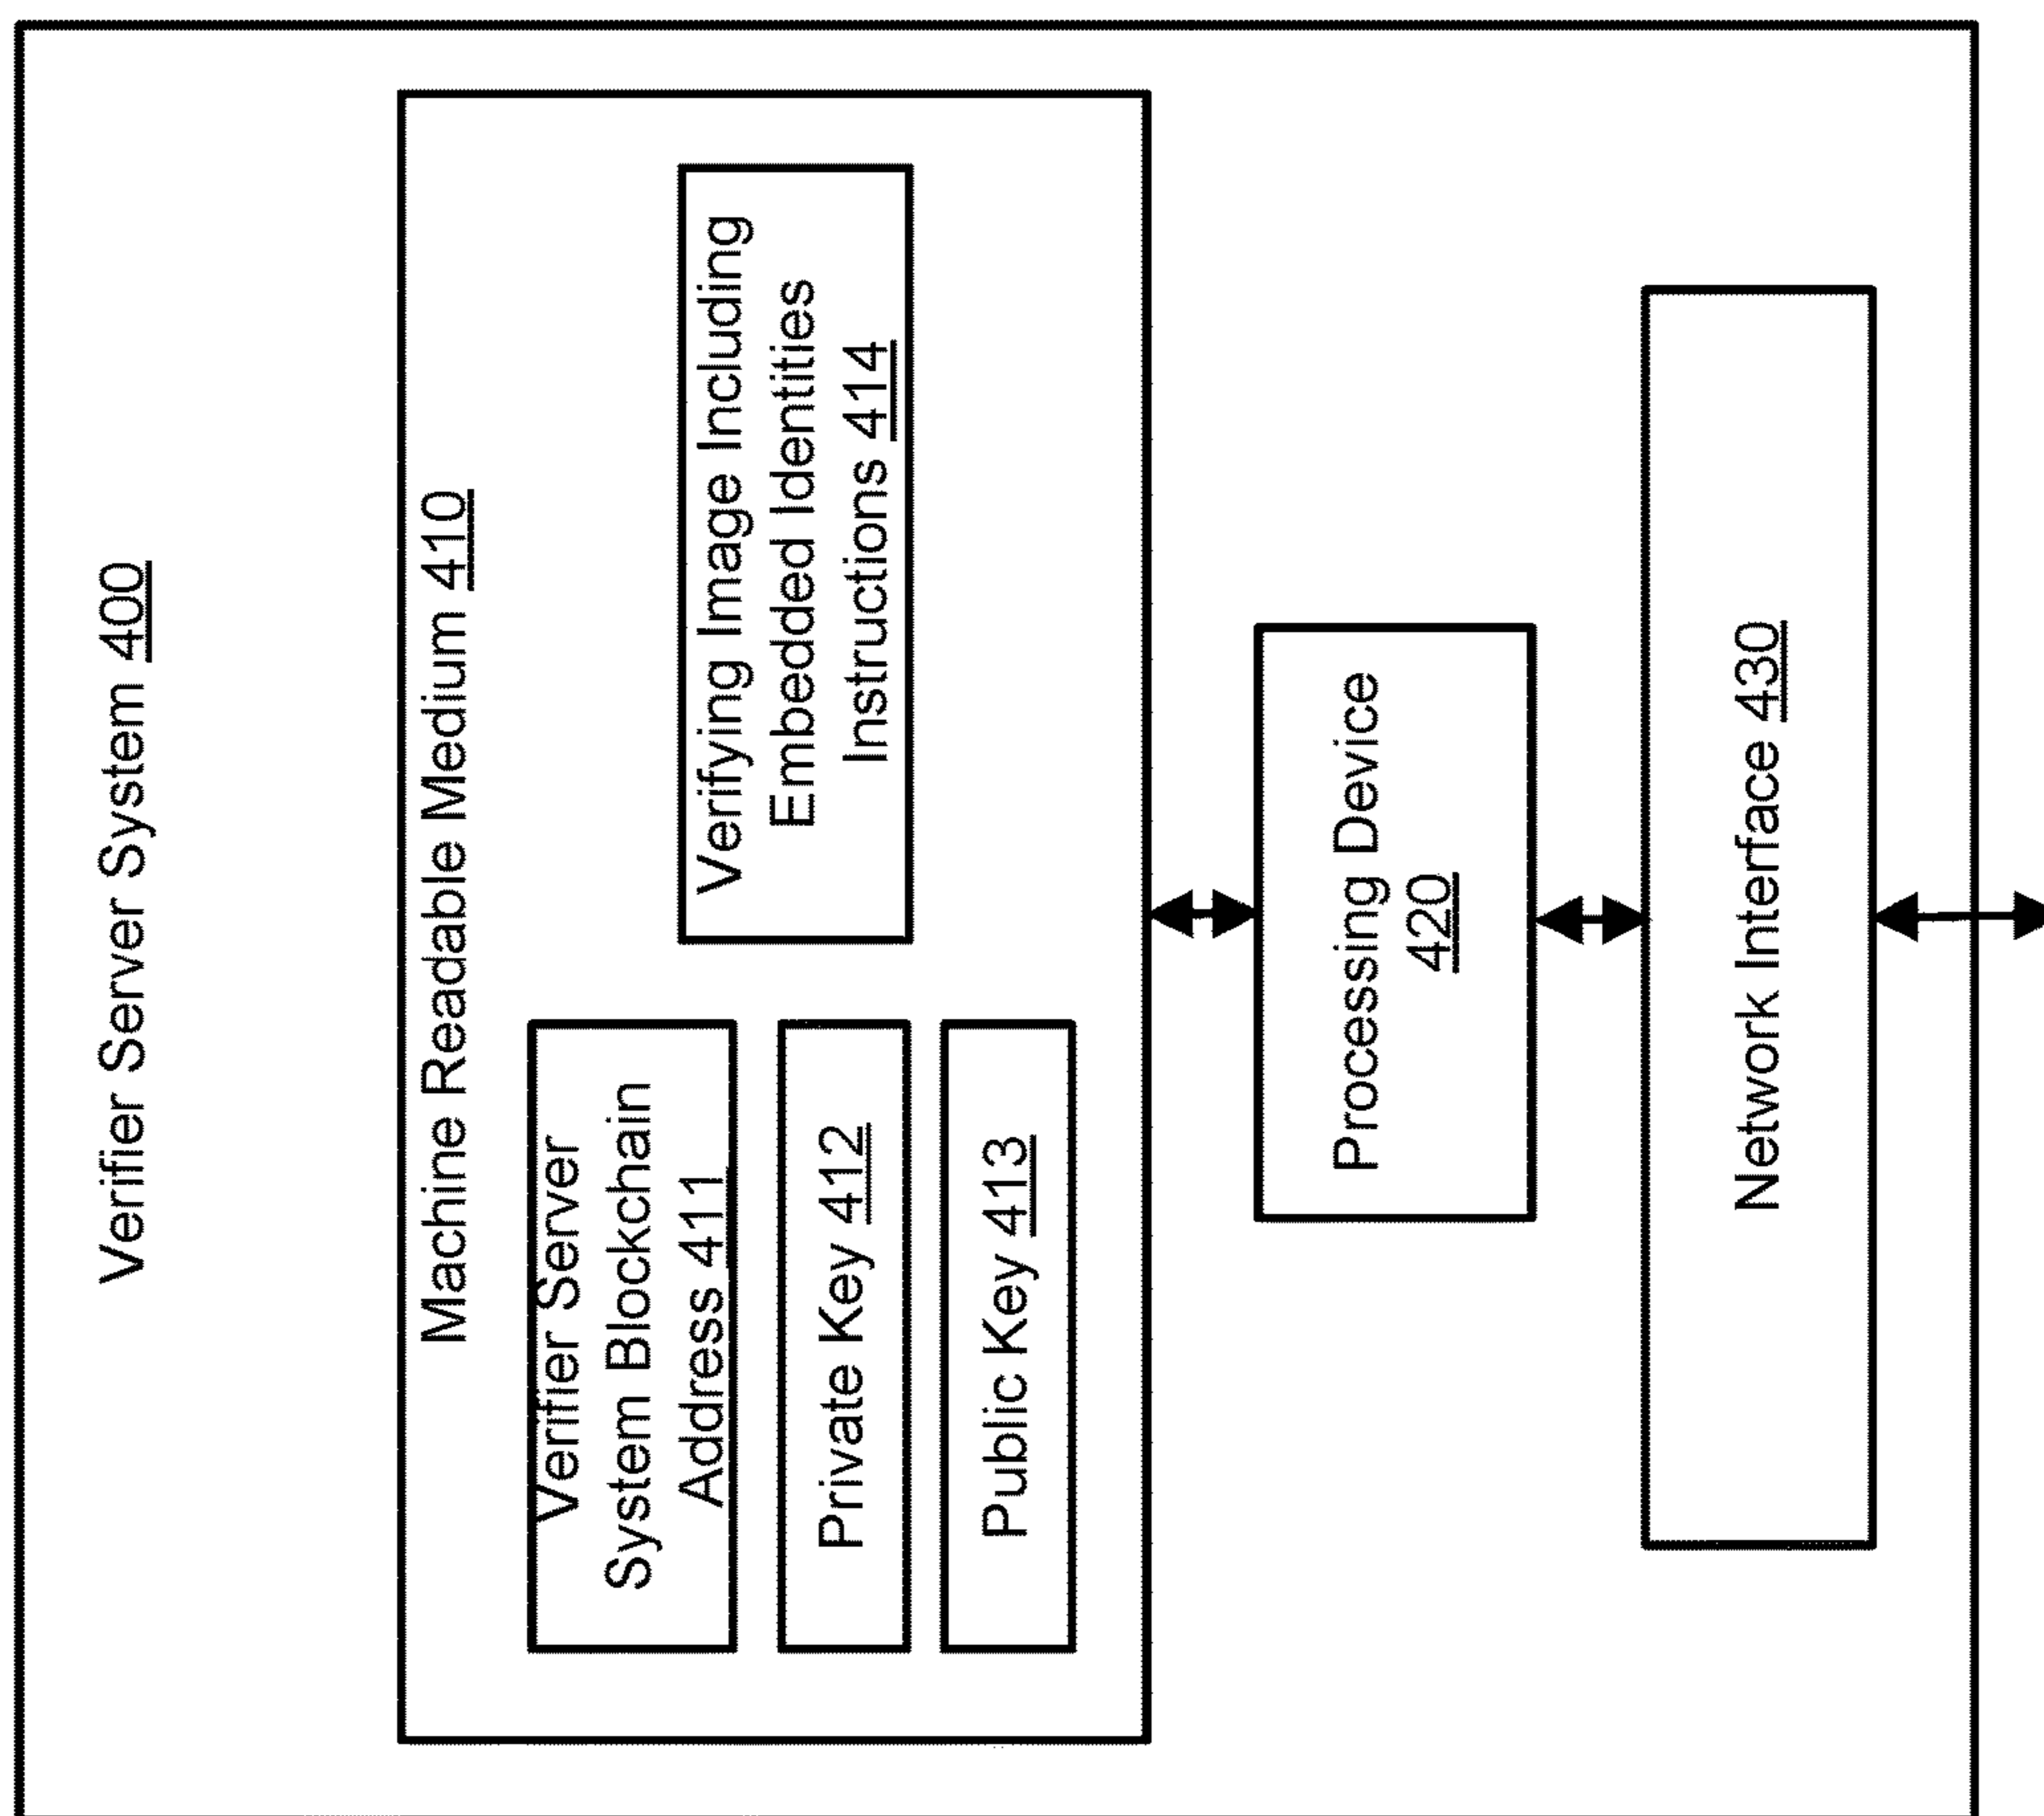 Verifier Server System 400
Machine Readable Medium 410
Verifier Server
System Blockchain
Address 411
Private Key 412
Public Key 413
Verifying Image Including
Embedded Identities
Instructions 414
Processing Device
420
Network Interface 430